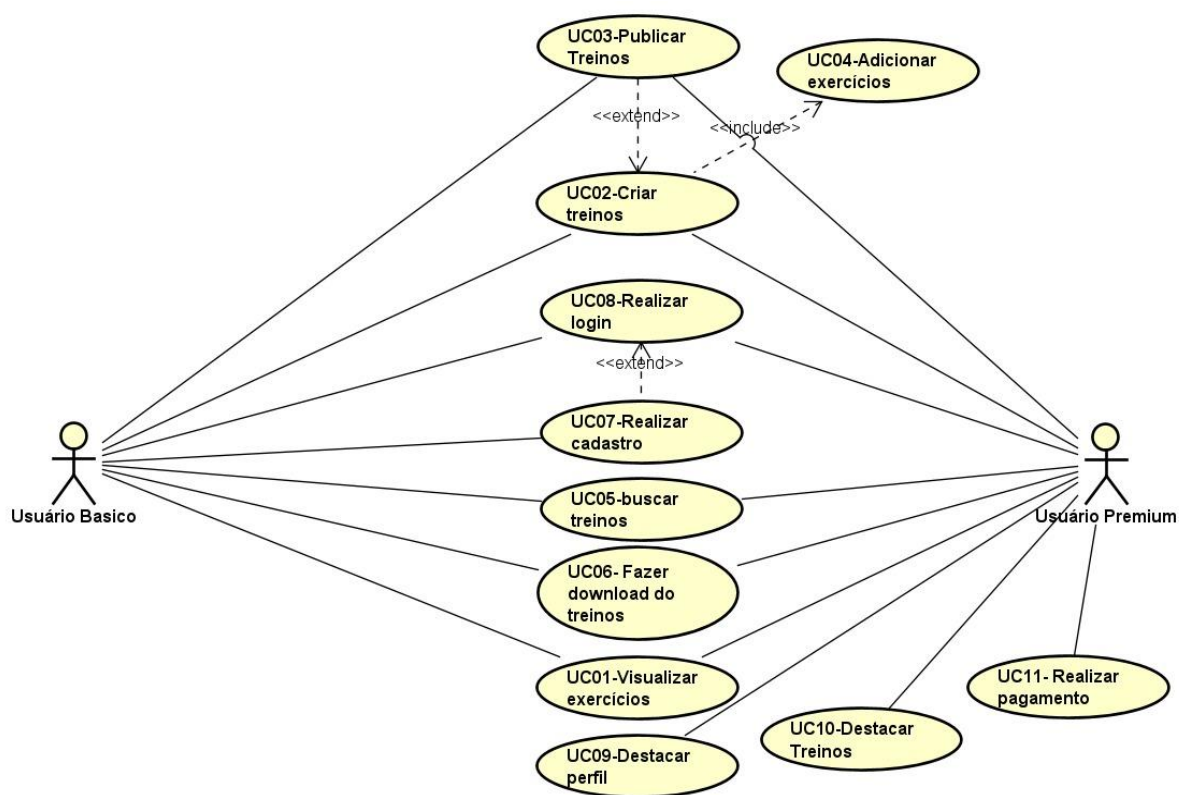 UC03-Publicar
Treinos
UC04-Adicionar
exercícios
<<extend>>
<<include>>
UC02-Criar
treinos
UC08-Realizar
login
<<extend>>
UC07-Realizar
cadastro
Usuário Basico
Usuário Premium
UC05-buscar
treinos
UC06- Fazer
download do
treinos
UC01-Visualizar
exercícios
UC11- Realizar
pagamento
UC10-Destacar
Treinos
UC09-Destacar
perfil